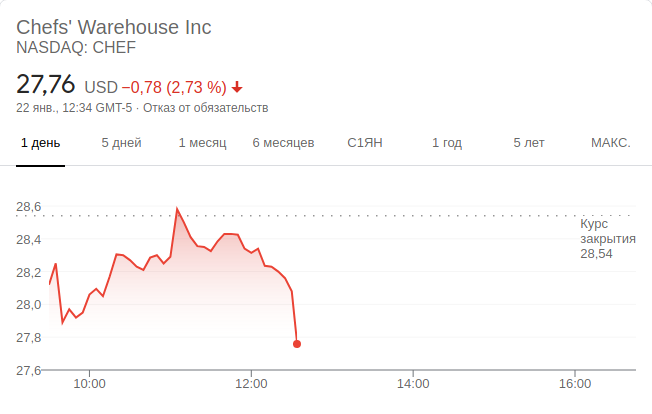 Chefs' Warehouse Inc
NASDAQ: CHEF
27,76 USD −0,78 (2,73 %)
22 янв., 12:34 GMT-5 · Отказ от обязательств
1 день 5 дней 1 месяц 6 месяцев С1ЯН 1 год 5 лет МАКС.
28,6
Курс
28,4 закрытия
28,54
28,2
28,0
27,8
27,6
10:00 12:00 14:00 16:00